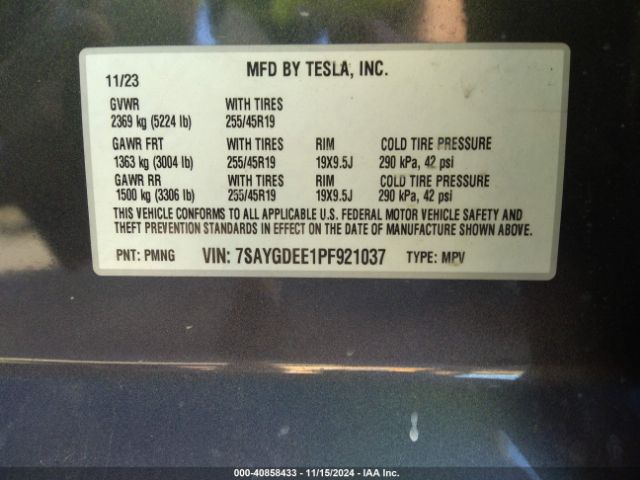 MFD BY TESLA, INC.
11/23
GVWR WITH TIRES
2369 kg (5224 lb) 255/45R19
GAWR FRT WITH TIRES RIM COLD TIRE PRESSURE
1363 kg (3004 lb) 255/45R19 19X9.5J 290 kPa, 42 psi
GAWR RR WITH TIRES RIM COLD TIRE PRESSURE
1500 kg (3306 lb) 255/45R19 19X9.5J 290 kPa, 42 psi
THIS VEHICLE CONFORMS TO ALL APPLICABLE U.S. FEDERAL MOTOR VEHICLE SAFETY AND
THEFT PREVENTION STANDARDS IN EFFECT ON THE DATE OF MANUFACTURE SHOWN ABOVE.
PNT: PMNG VIN: 7SAYGDEE1PF921037 TYPE: MPV
000-40858433 - 11/15/2024 - IAA Inc.